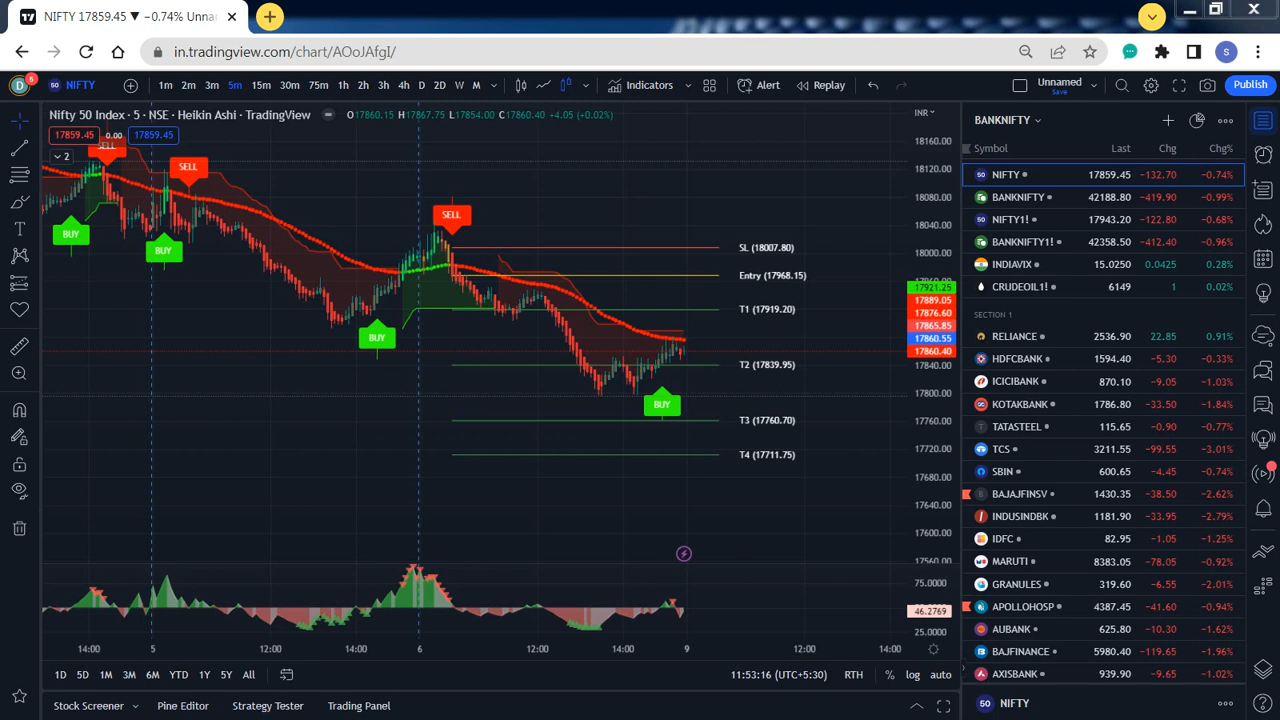 NIFTY 17859.45 ▼ −0.74% Unnar
in.tradingview.com/chart/AOoJAfgI/
S
D 5 50 NIFTY 1m 2m 3m 5m 15m 30m 75m 1h 2h 3h 4h D 2D W M Indicators Alert Replay Unnamed Save Publish
Nifty 50 Index · 5 · NSE · Heikin Ashi · TradingView O17860.15 H17867.75 L17854.00 C17860.40 +4.05 (+0.02%)
17859.45 0.00 17859.45
2
SELL
SELL
SELL
BUY
BUY
BUY
BUY
SL (18007.80)
Entry (17968.15)
T1 (17919.20)
T2 (17839.95)
T3 (17760.70)
T4 (17711.75)
INR
18160.00
18120.00
18080.00
18040.00
18000.00
17921.25
17889.05
17876.60
17865.85
17860.55
17860.40
17840.00
17800.00
17760.00
17720.00
17680.00
17640.00
17600.00
17560.00
75.0000
46.2769
25.0000
14:00 5 12:00 14:00 6 12:00 14:00 9 12:00 14:00
1D 5D 1M 3M 6M YTD 1Y 5Y All 11:53:16 (UTC+5:30) RTH % log auto
Stock Screener Pine Editor Strategy Tester Trading Panel
BANKNIFTY
Symbol Last Chg Chg%
50 NIFTY 17859.45 −132.70 −0.74%
BANKNIFTY 42188.80 −419.90 −0.99%
50 NIFTY1! 17943.20 −122.80 −0.68%
BANKNIFTY1! 42358.50 −412.40 −0.96%
INDIAVIX 15.0250 0.0425 0.28%
CRUDEOIL1! 6149 1 0.02%
SECTION 1
RELIANCE 2536.45 22.85 0.91%
HDFCBANK 1594.40 −5.30 −0.33%
ICICIBANK 870.10 −9.05 −1.03%
KOTAKBANK 1786.80 −33.50 −1.84%
TATASTEEL 115.65 −0.90 −0.77%
TCS 3211.55 −99.55 −3.01%
SBIN 600.65 −4.45 −0.74%
BAJAJFINSV 1430.35 −38.50 −2.62%
INDUSINDBK 1181.90 −33.95 −2.79%
IDFC 82.95 −1.05 −1.25%
MARUTI 8383.05 −78.05 −0.92%
GRANULES 319.60 −6.55 −2.01%
APOLLOHOSP 4387.45 −41.60 −0.94%
AUBANK 625.80 −10.30 −1.62%
BAJFINANCE 5980.40 −119.65 −1.96%
AXISBANK 939.90 −9.65 −1.02%
50 NIFTY